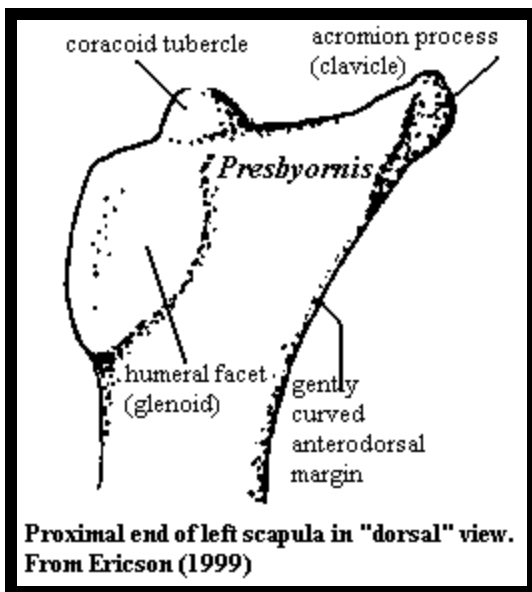 coracoid tubercle
acromion process
(clavicle)
Presbyornis
humeral facet
(glenoid)
gently
curved
anterodorsal
margin
Proximal end of left scapula in "dorsal" view.
From Ericson (1999)